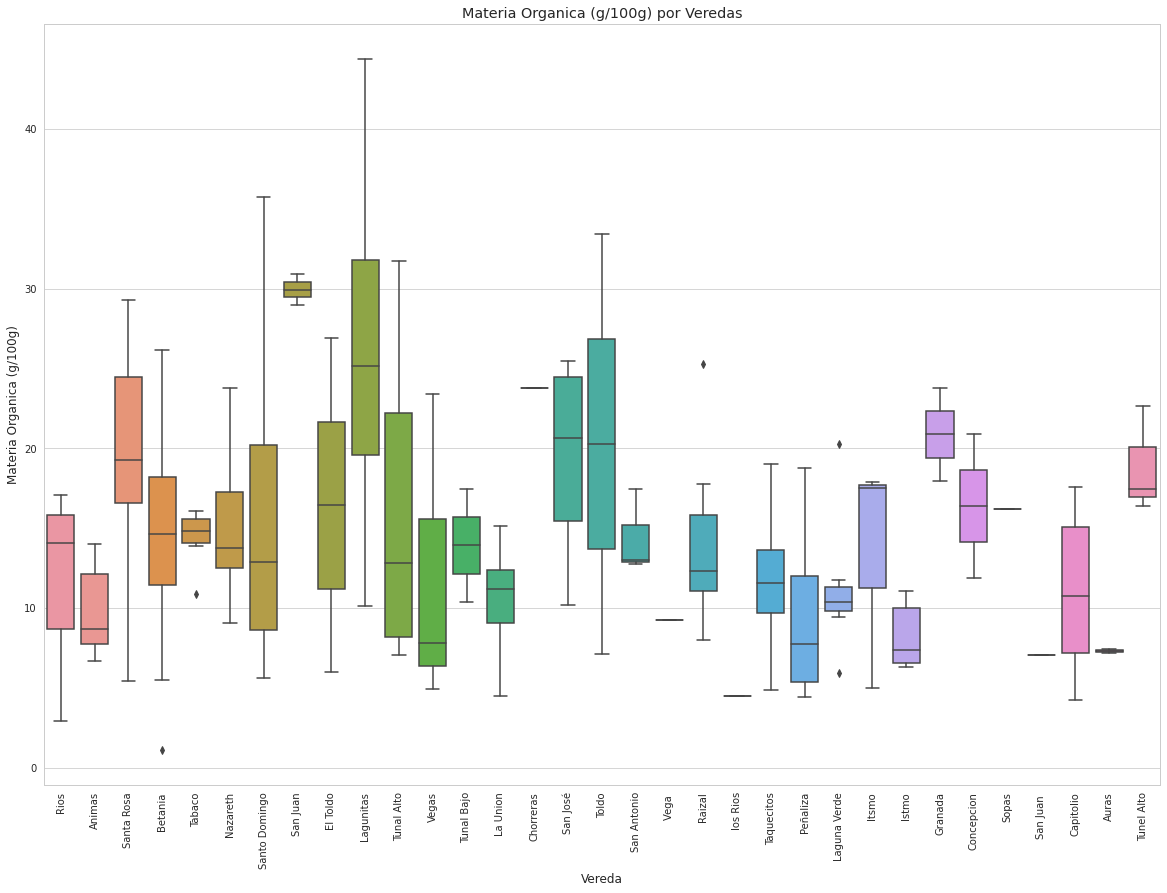 Materia Organica (g/100g) por Veredas
Materia Organica (g/100g)
40
30
20
10
0
Rios
Animas
Santa Rosa
Betania
Tabaco
Nazareth
Santo Domingo
San Juan
El Toldo
Lagunitas
Tunal Alto
Vegas
Tunal Bajo
La Union
Chorreras
San José
Toldo
San Antonio
Vega
Raizal
los Rios
Taquecitos
Peñaliza
Laguna Verde
Itsmo
Istmo
Granada
Concepcion
Sopas
San Juan
Capitolio
Auras
Tunel Alto
Vereda